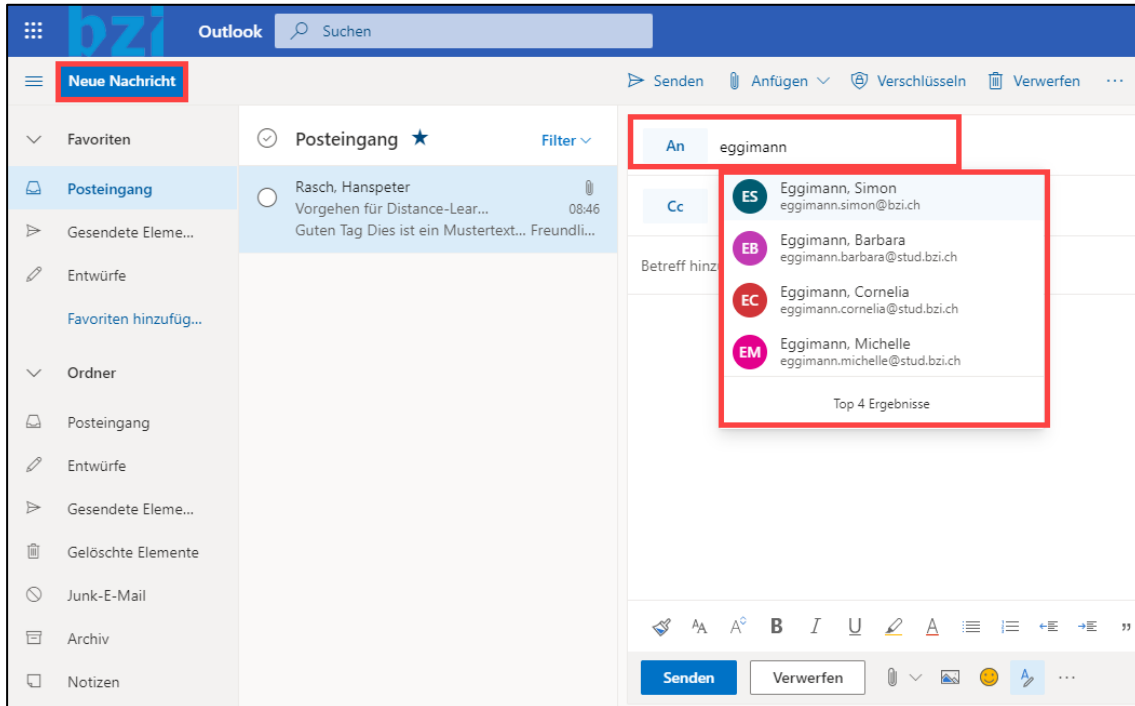 bzi
Outlook
Suchen
Neue Nachricht
Senden
Anfügen
Verschlüsseln
Verwerfen
...
Favoriten
Posteingang
Gesendete Eleme...
Entwürfe
Favoriten hinzufüg...
Ordner
Posteingang
Entwürfe
Gesendete Eleme...
Gelöschte Elemente
Junk-E-Mail
Archiv
Notizen
Posteingang ★
Filter
Rasch, Hanspeter
Vorgehen für Distance-Lear...
08:46
Guten Tag Dies ist ein Mustertext... Freundli...
An
eggimann
Cc
Betreff hinz
ES
Eggimann, Simon
eggimann.simon@bzi.ch
EB
Eggimann, Barbara
eggimann.barbara@stud.bzi.ch
EC
Eggimann, Cornelia
eggimann.cornelia@stud.bzi.ch
EM
Eggimann, Michelle
eggimann.michelle@stud.bzi.ch
Top 4 Ergebnisse
AA A B I U A "
Senden
Verwerfen
A
...